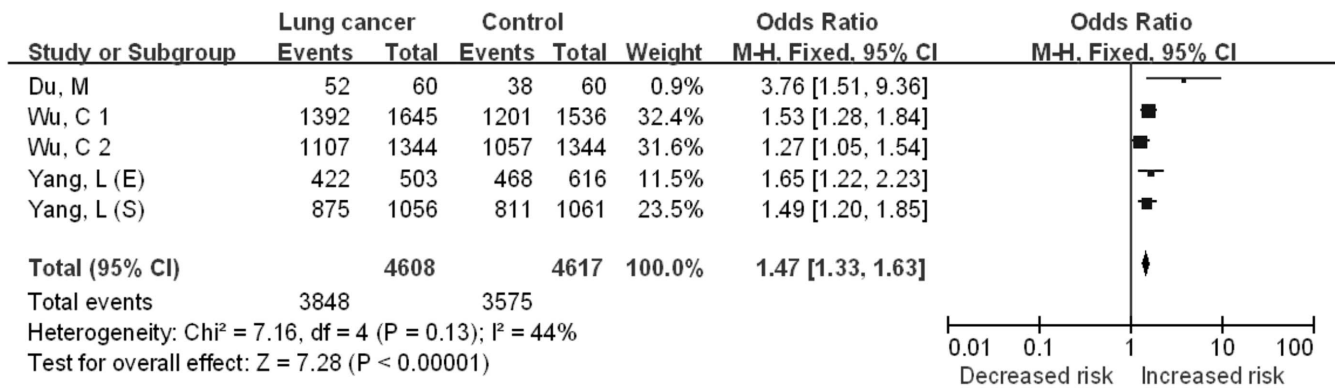 Lung cancer Control Odds Ratio Odds Ratio
Study or Subgroup Events Total Events Total Weight M-H, Fixed, 95% CI M-H, Fixed, 95% CI
Du, M 52 60 38 60 0.9% 3.76 [1.51, 9.36]
Wu, C 1 1392 1645 1201 1536 32.4% 1.53 [1.28, 1.84]
Wu, C 2 1107 1344 1057 1344 31.6% 1.27 [1.05, 1.54]
Yang, L (E) 422 503 468 616 11.5% 1.65 [1.22, 2.23]
Yang, L (S) 875 1056 811 1061 23.5% 1.49 [1.20, 1.85]
Total (95% CI) 4608 4617 100.0% 1.47 [1.33, 1.63]
Total events 3848 3575
Heterogeneity: Chi² = 7.16, df = 4 (P = 0.13); I² = 44%
Test for overall effect: Z = 7.28 (P < 0.00001)
0.01 0.1 1 10 100
Decreased risk Increased risk